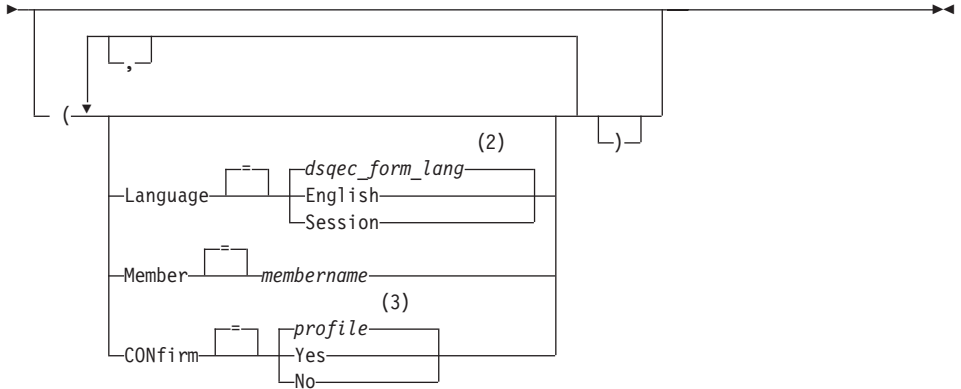 ,
(
)
(2)
=
dsqec_form_lang
Language
English
Session
=
Member
membername
(3)
=
profile
CONfirm
Yes
No